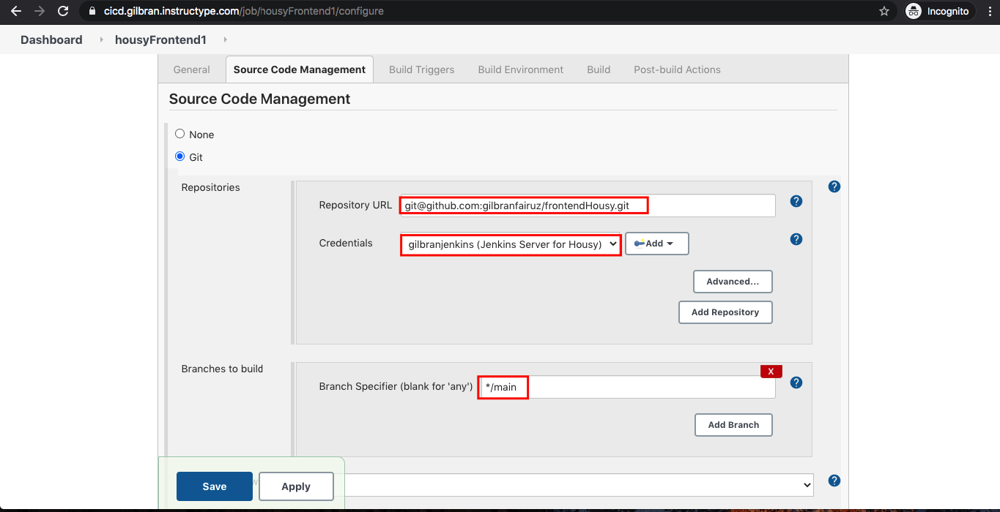 cicd.gilbran.instructype.com/job/housyFrontend1/configure
Incognito
Dashboard housyFrontend1
General Source Code Management Build Triggers Build Environment Build Post-build Actions
Source Code Management
None
Git
Repositories
?
Repository URL git@github.com:gilbranfairuz/frontendHousy.git ?
Credentials gilbranjenkins (Jenkins Server for Housy) Add ?
Advanced...
Add Repository
Branches to build
X
Branch Specifier (blank for 'any') */main ?
Add Branch
Save Apply ?